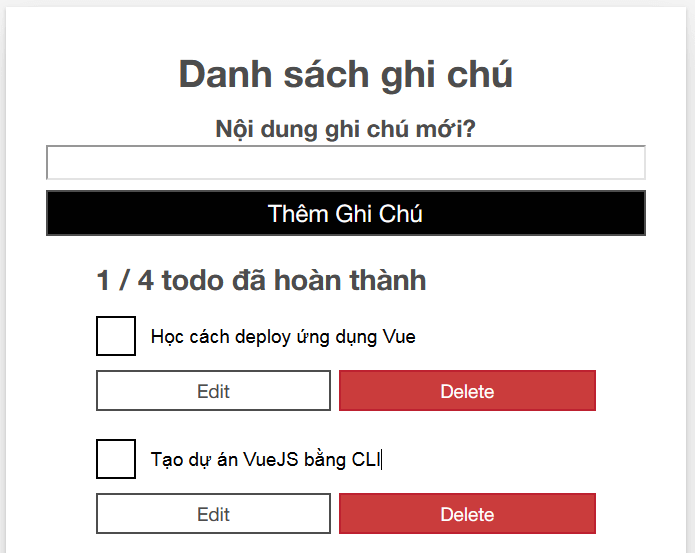 Danh sách ghi chú
Nội dung ghi chú mới?
Thêm Ghi Chú
1 / 4 todo đã hoàn thành
Học cách deploy ứng dụng Vue
Edit Delete
Tạo dự án VueJS bằng CLI
Edit Delete